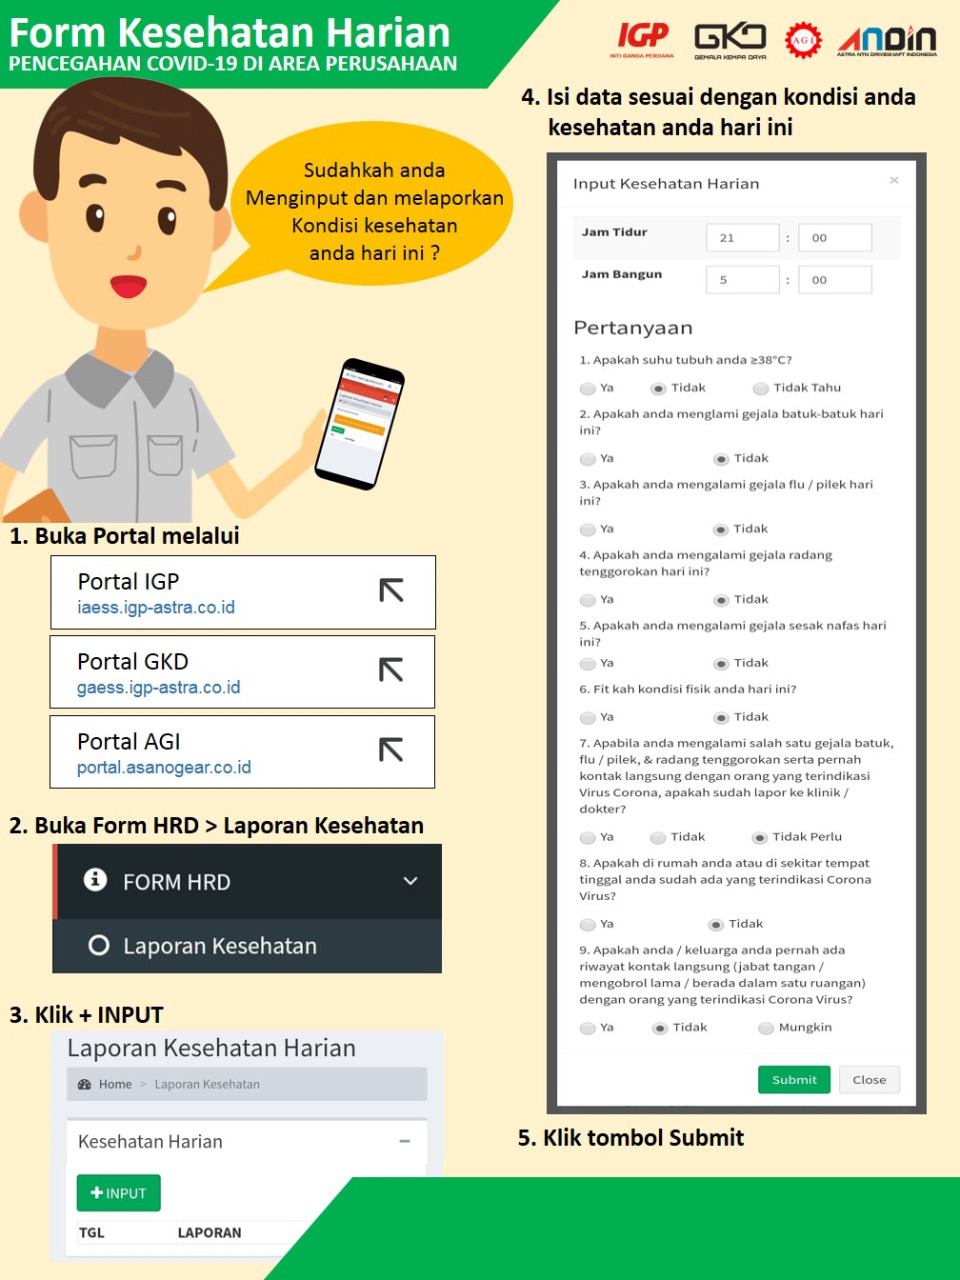 Form Kesehatan Harian
PENCEGAHAN COVID-19 DI AREA PERUSAHAAN
IGP
INTI GANDA PERDANA
GKD
GEMALA KEMPA DAYA
AGI
ANDIN
ASTRA NTN DRIVESHAFT INDONESIA
Sudahkah anda
Menginput dan melaporkan
Kondisi kesehatan
anda hari ini ?
1. Buka Portal melalui
Portal IGP
iaess.igp-astra.co.id
Portal GKD
gaess.igp-astra.co.id
Portal AGI
portal.asanogear.co.id
2. Buka Form HRD > Laporan Kesehatan
FORM HRD
Laporan Kesehatan
3. Klik + INPUT
Laporan Kesehatan Harian
Home > Laporan Kesehatan
Kesehatan Harian
+ INPUT
TGL LAPORAN
4. Isi data sesuai dengan kondisi anda
kesehatan anda hari ini
Input Kesehatan Harian ×
Jam Tidur 21 : 00
Jam Bangun 5 : 00
Pertanyaan
1. Apakah suhu tubuh anda ≥38°C?
Ya Tidak Tidak Tahu
2. Apakah anda menglami gejala batuk-batuk hari
ini?
Ya Tidak
3. Apakah anda mengalami gejala flu / pilek hari
ini?
Ya Tidak
4. Apakah anda mengalami gejala radang
tenggorokan hari ini?
Ya Tidak
5. Apakah anda mengalami gejala sesak nafas hari
ini?
Ya Tidak
6. Fit kah kondisi fisik anda hari ini?
Ya Tidak
7. Apabila anda mengalami salah satu gejala batuk,
flu / pilek, & radang tenggorokan serta pernah
kontak langsung dengan orang yang terindikasi
Virus Corona, apakah sudah lapor ke klinik /
dokter?
Ya Tidak Tidak Perlu
8. Apakah di rumah anda atau di sekitar tempat
tinggal anda sudah ada yang terindikasi Corona
Virus?
Ya Tidak
9. Apakah anda / keluarga anda pernah ada
riwayat kontak langsung (jabat tangan /
mengobrol lama / berada dalam satu ruangan)
dengan orang yang terindikasi Corona Virus?
Ya Tidak Mungkin
Submit Close
5. Klik tombol Submit